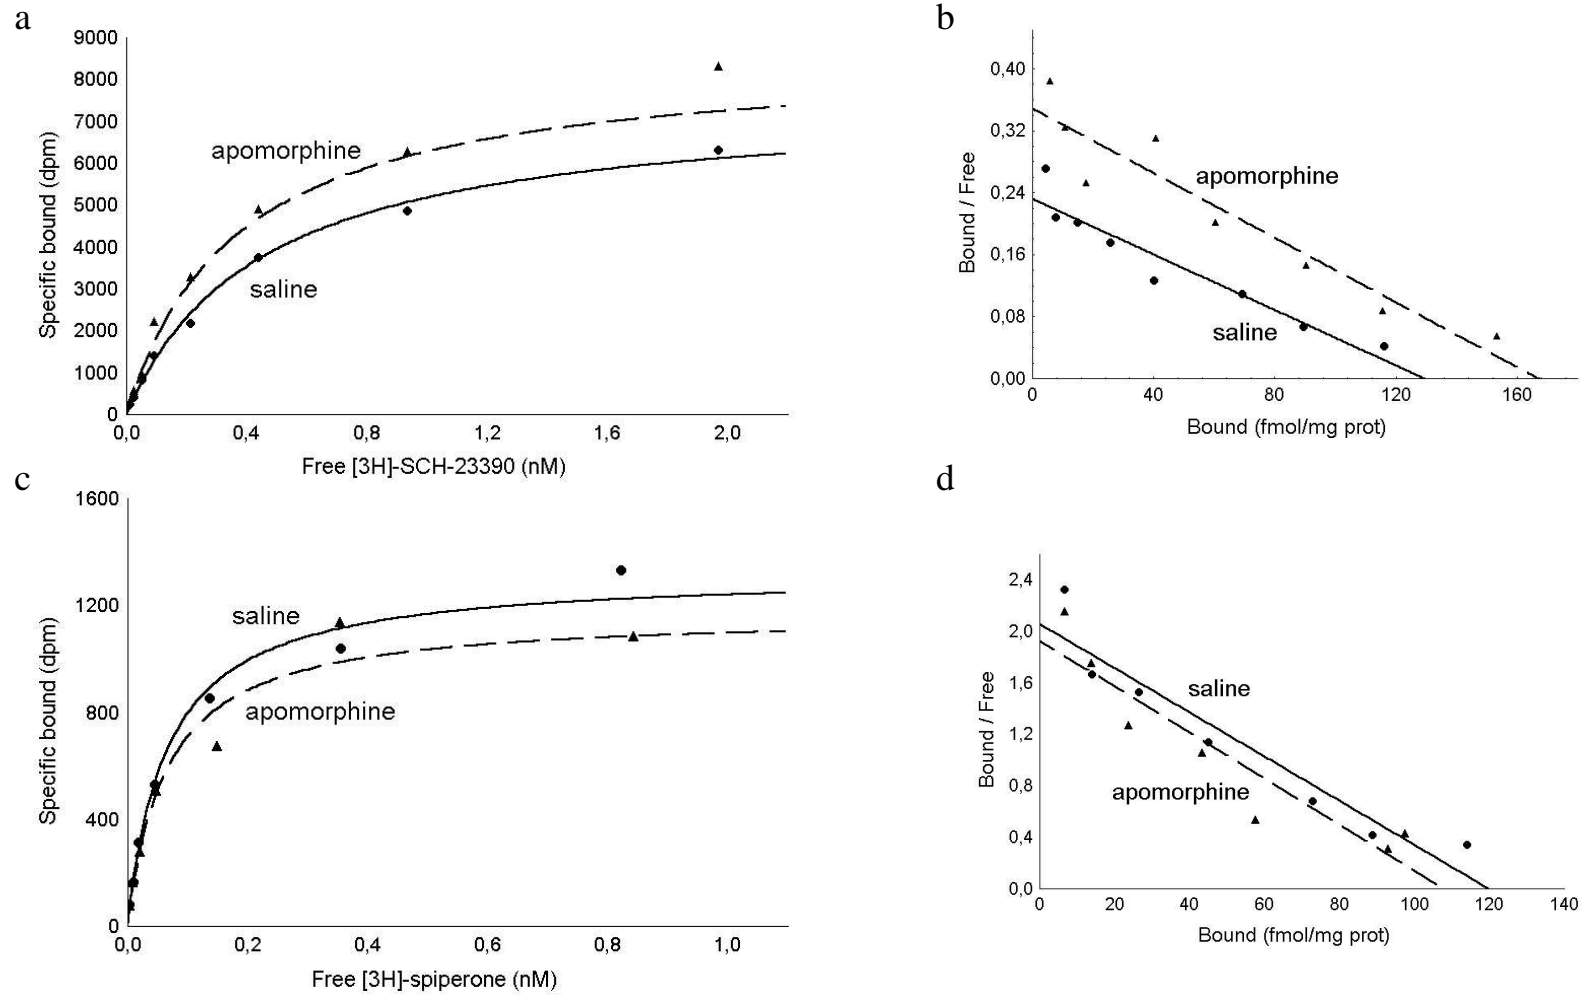 a
9000
8000
7000
6000
5000
4000
3000
2000
1000
0
Specific bound (dpm)
apomorphine
saline
0,0 0,4 0,8 1,2 1,6 2,0
Free [3H]-SCH-23390 (nM)
b
0,40
0,32
0,24
0,16
0,08
0,00
Bound / Free
apomorphine
saline
0 40 80 120 160
Bound (fmol/mg prot)
c
1600
1200
800
400
0
Specific bound (dpm)
saline
apomorphine
0,0 0,2 0,4 0,6 0,8 1,0
Free [3H]-spiperone (nM)
d
2,4
2,0
1,6
1,2
0,8
0,4
0,0
Bound / Free
saline
apomorphine
0 20 40 60 80 100 120 140
Bound (fmol/mg prot)